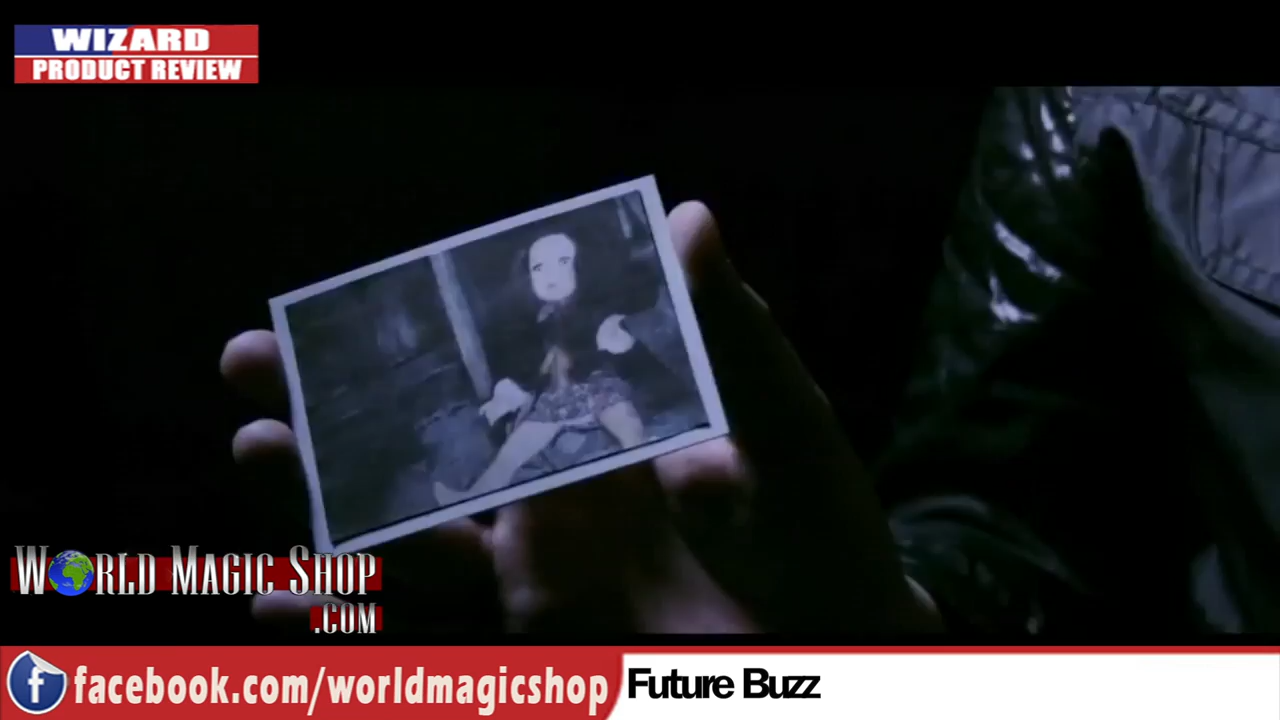 WIZARD
PRODUCT REVIEW
WORLD MAGIC SHOP
.COM
facebook.com/worldmagicshop
Future Buzz